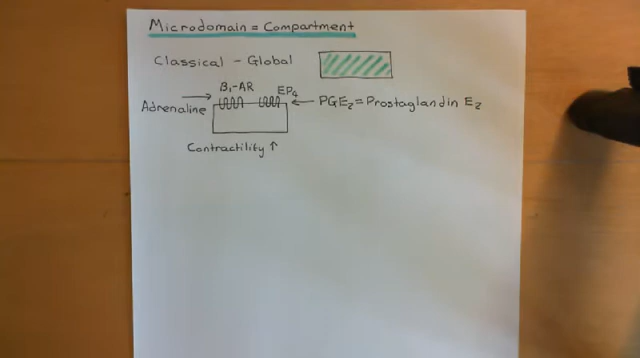 Microdomain = Compartment
Classical - Global
B₁-AR
EP₄
Adrenaline
PGE₂ = Prostaglandin E₂
Contractility ↑